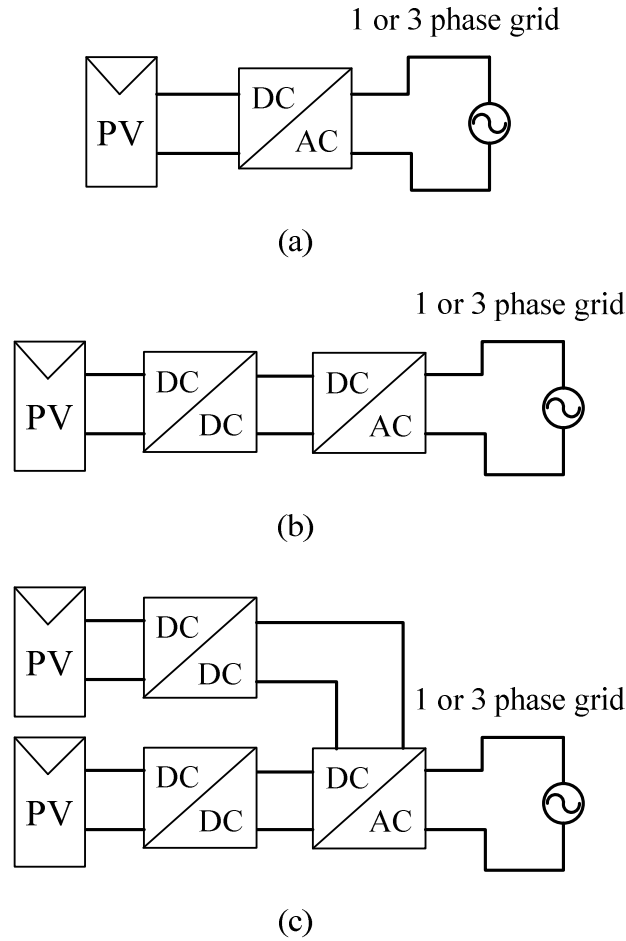 1 or 3 phase grid
PV
DC
AC
(a)
1 or 3 phase grid
PV
DC
DC
DC
AC
(b)
PV
DC
DC
1 or 3 phase grid
PV
DC
DC
DC
AC
(c)